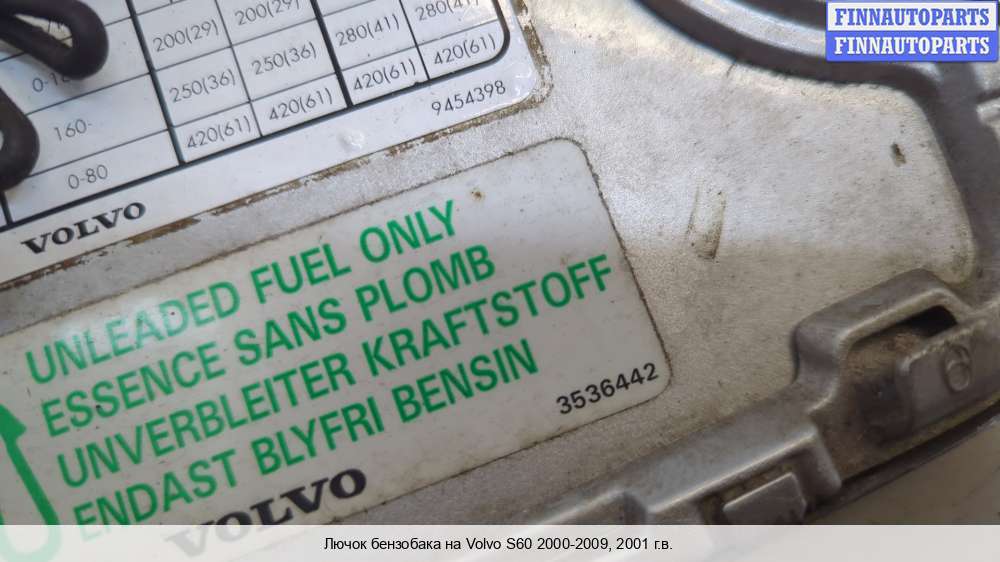 FINNAUTOPARTS
FINNAUTOPARTS
200(29) 200(29) 280(41) 280(41)
250(36) 250(36) 420(61) 420(61)
160- 420(61) 420(61)
0-80
9454398
VOLVO
UNLEADED FUEL ONLY
ESSENCE SANS PLOMB
UNVERBLEITER KRAFTSTOFF
ENDAST BLYFRI BENSIN
3536442
VOLVO
6
Лючок бензобака на Volvo S60 2000-2009, 2001 г.в.